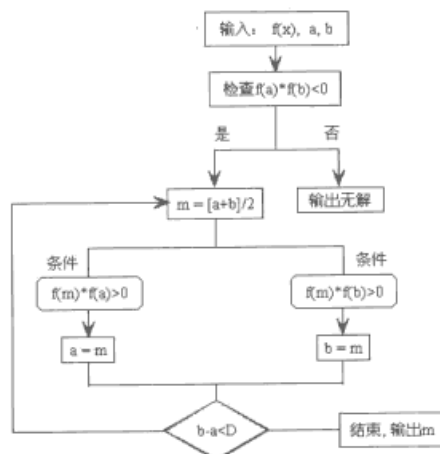 输入： f(x), a, b
检查f(a)*f(b)<0
是 否
m = [a+b]/2 输出无解
条件 条件
f(m)*f(a)>0 f(m)*f(b)>0
a = m b = m
b-a<D 结束, 输出m